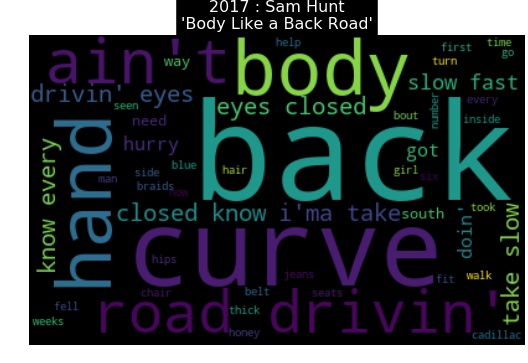 2017 : Sam Hunt
'Body Like a Back Road'
help
first
time
ain't
body
way
turn
go
slow fast
drivin' eyes
seen
eyes closed
number
every
need
bout
inside
hand
back
hurry
got
know every
side
blue
hair
girl
six
man
braids
now
closed know
i'ma take
south
took
doin'
take slow
curve
hips
walk
jeans
fit
chair
belt
seats
fell
road
drivin'
weeks
thick
honey
cadillac